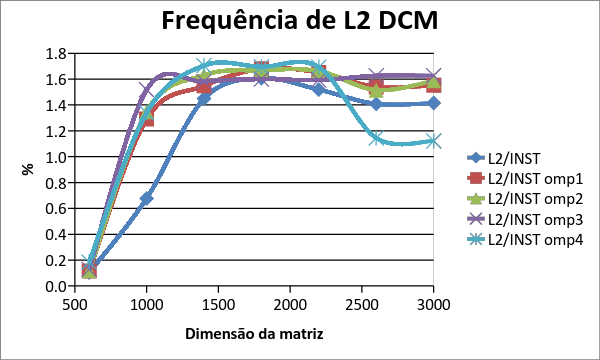 Frequência de L2 DCM
1.8
1.6
1.4
1.2
1.0
0.8
0.6
0.4
0.2
0.0
%
500 1000 1500 2000 2500 3000
Dimensão da matriz
L2/INST
L2/INST omp1
L2/INST omp2
L2/INST omp3
L2/INST omp4